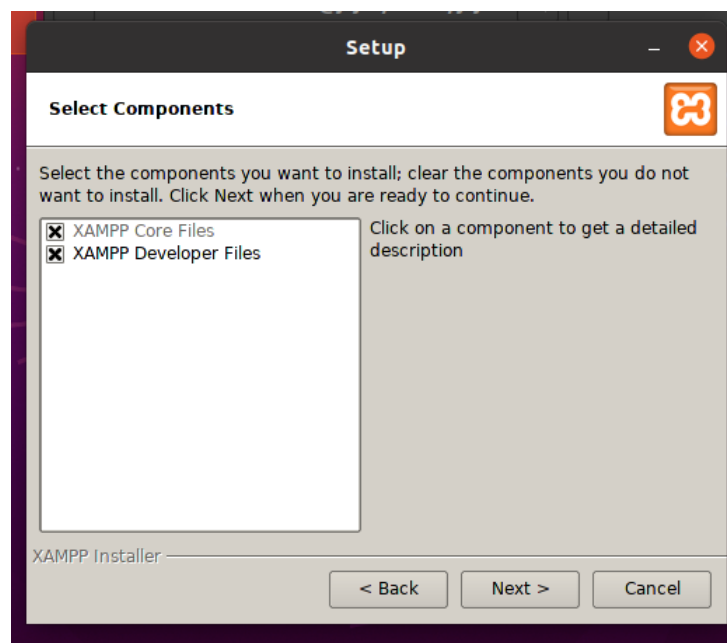 Setup
Select Components
Select the components you want to install; clear the components you do not
want to install. Click Next when you are ready to continue.
XAMPP Core Files
XAMPP Developer Files
Click on a component to get a detailed
description
XAMPP Installer
< Back
Next >
Cancel